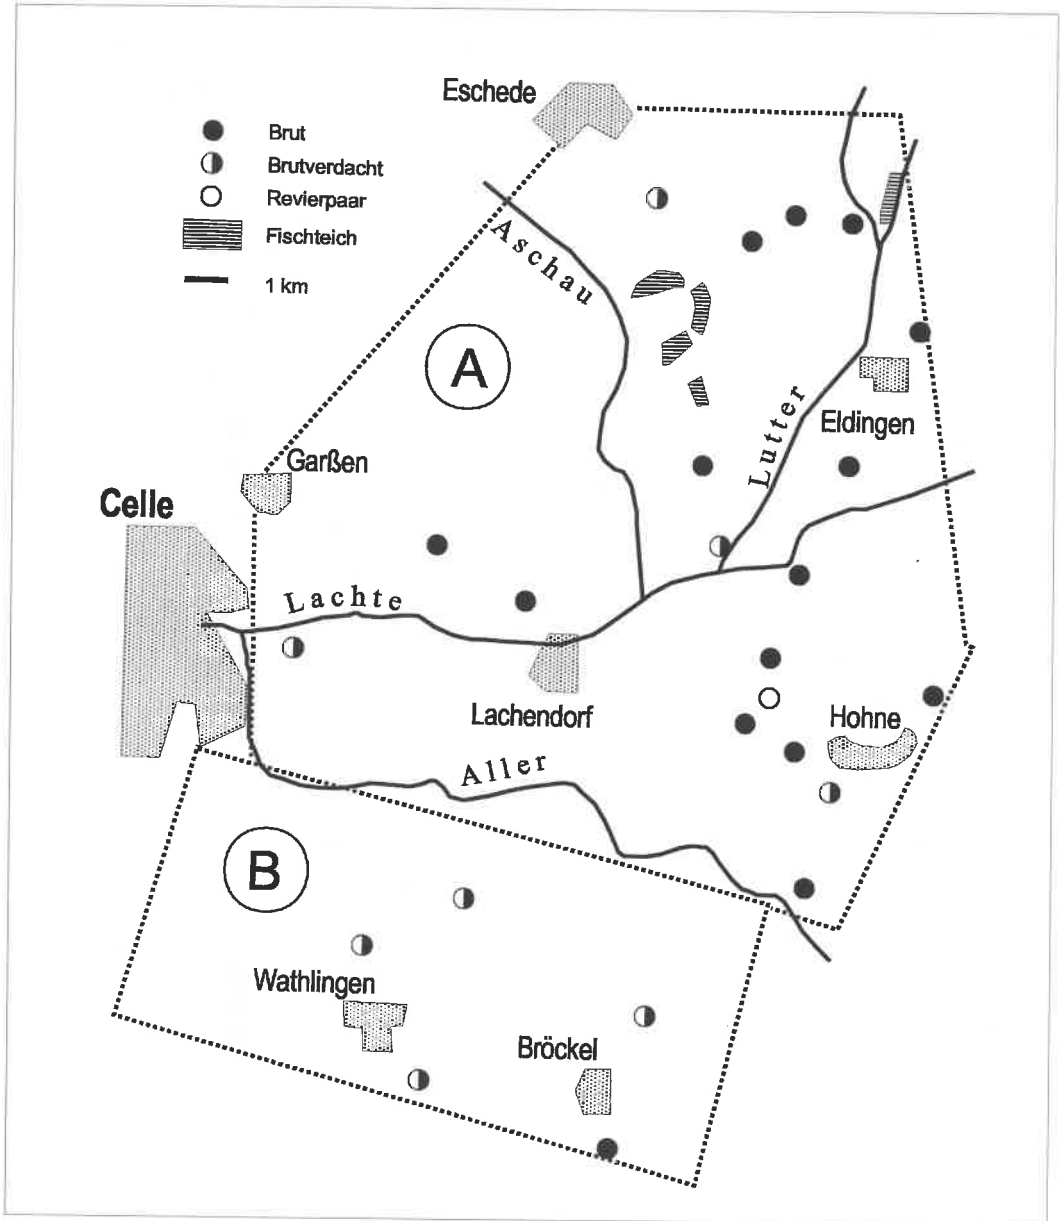 Eschede
Brut
Brutverdacht
Revierpaar
Fischteich
1 km
Aschau
A
Lutter
Eldingen
Garßen
Celle
Lachte
Lachendorf
Hohne
Aller
B
Wathlingen
Bröckel